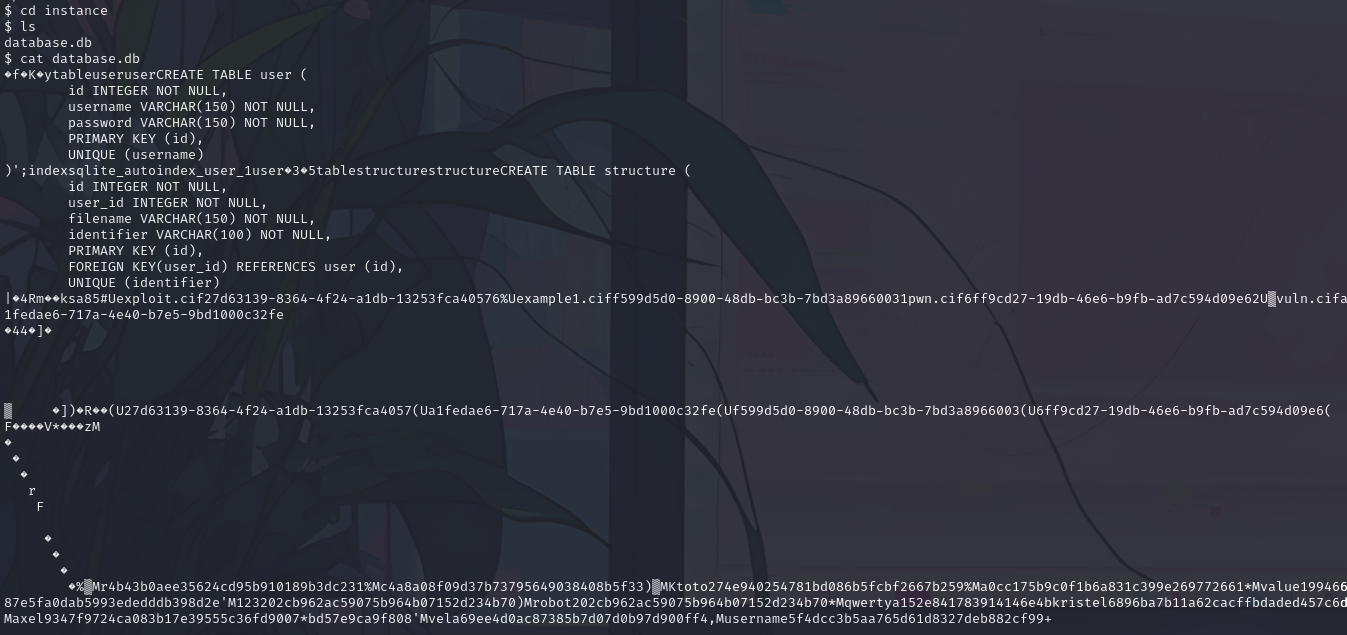 $ cd instance
$ ls
database.db
$ cat database.db
�f�K�ytableuseruserCREATE TABLE user (
        id INTEGER NOT NULL,
        username VARCHAR(150) NOT NULL,
        password VARCHAR(150) NOT NULL,
        PRIMARY KEY (id),
        UNIQUE (username)
)';indexsqlite_autoindex_user_1user�3�5tablestructurestructureCREATE TABLE structure (
        id INTEGER NOT NULL,
        user_id INTEGER NOT NULL,
        filename VARCHAR(150) NOT NULL,
        identifier VARCHAR(100) NOT NULL,
        PRIMARY KEY (id),
        FOREIGN KEY(user_id) REFERENCES user (id),
        UNIQUE (identifier)
|�4Rm��ksa85#Uexploit.cif27d63139-8364-4f24-a1db-13253fca40576%Uexample1.ciff599d5d0-8900-48db-bc3b-7bd3a89660031pwn.cif6ff9cd27-19db-46e6-b9fb-ad7c594d09e62U▒vuln.cifa
1fedae6-717a-4e40-b7e5-9bd1000c32fe
�44�]�
▒     �])�R��(U27d63139-8364-4f24-a1db-13253fca4057(Ua1fedae6-717a-4e40-b7e5-9bd1000c32fe(Uf599d5d0-8900-48db-bc3b-7bd3a8966003(U6ff9cd27-19db-46e6-b9fb-ad7c594d09e6(
F����V*����zM
�
 �
  �
   r
    F
     �
      �
       �
        �%▒Mr4b43b0aee35624cd95b910189b3dc231%Mc4a8a08f09d37b73795649038408b5f33)▒MKtoto274e940254781bd086b5fcbf2667b259%Ma0cc175b9c0f1b6a831c399e269772661*Mvalue199466
87e5fa0dab5993ededddb398d2e'M123202cb962ac59075b964b07152d234b70)Mrobot202cb962ac59075b964b07152d234b70*Mqwertya152e841783914146e4bkristel6896ba7b11a62cacffbdaded457c6d
Maxel9347f9724ca083b17e39555c36fd9007*bd57e9ca9f808'Mvela69ee4d0ac87385b7d07d0b97d900ff4,Musername5f4dcc3b5aa765d61d8327deb882cf99+